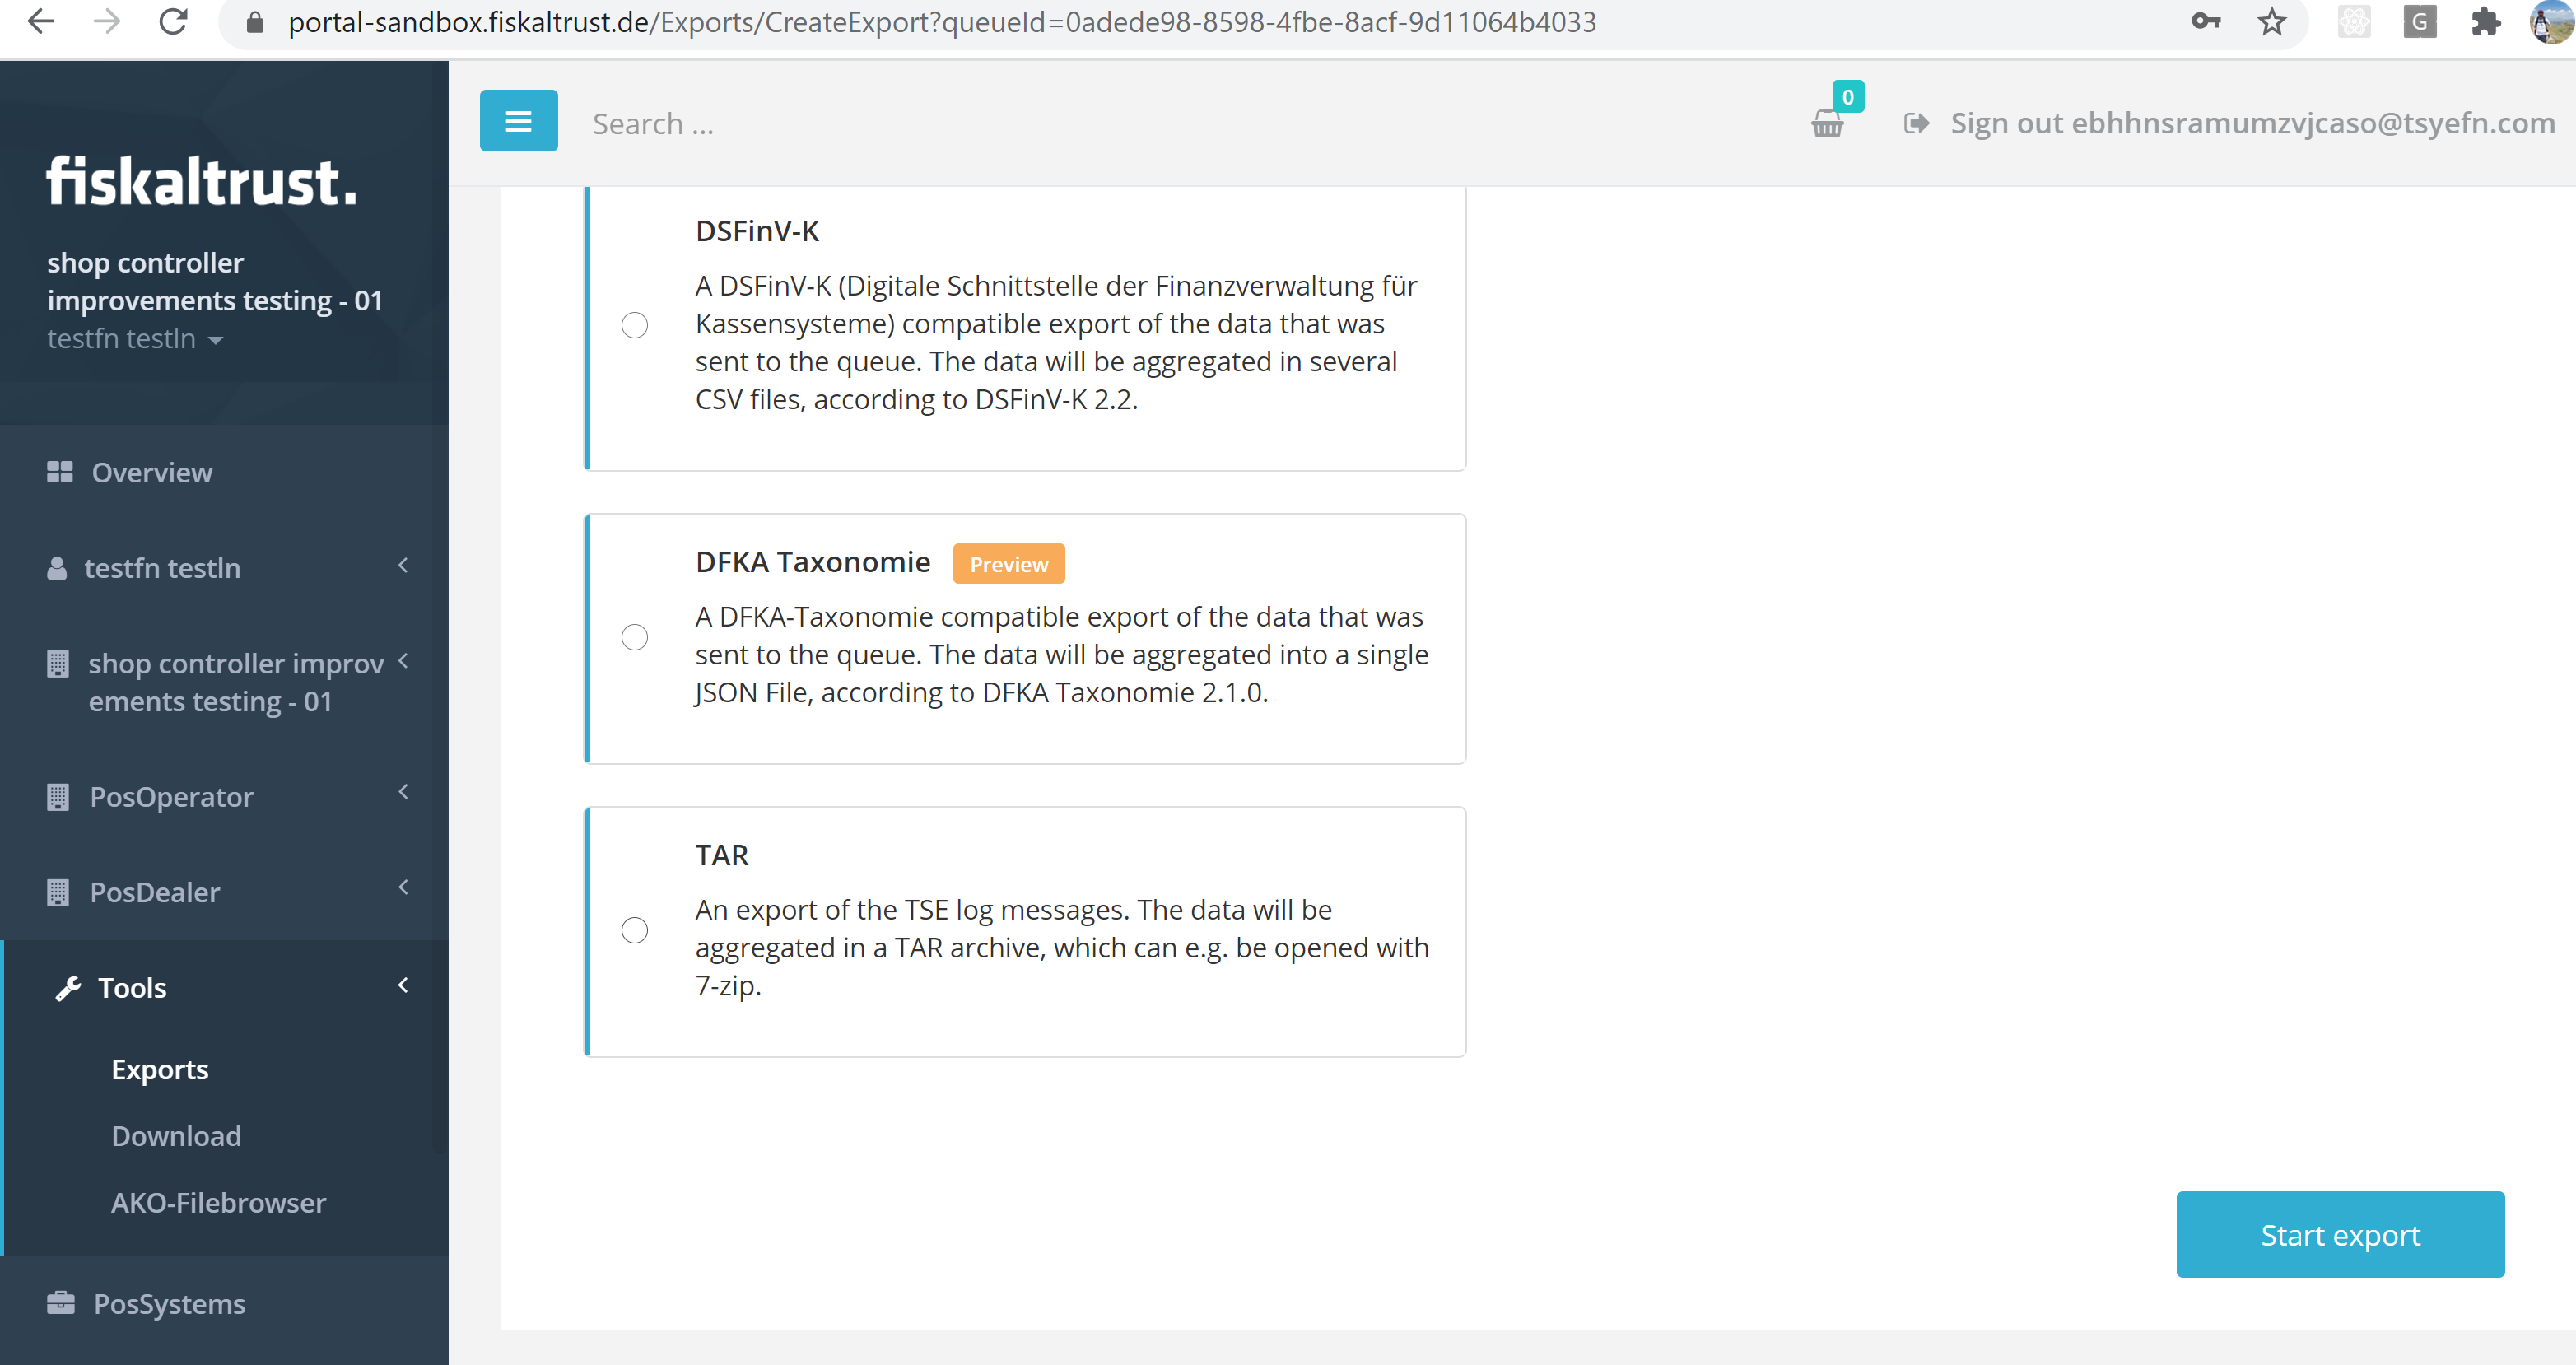 portal-sandbox.fiskaltrust.de/Exports/CreateExport?queueId=0adede98-8598-4fbe-8acf-9d11064b4033
G
fiskaltrust.
shop controller
improvements testing - 01
testfn testln
Overview
testfn testln
shop controller improv
ements testing - 01
PosOperator
PosDealer
Tools
Exports
Download
AKO-Filebrowser
PosSystems
Search ...
0
Sign out ebhhnsramumzvjcaso@tsyefn.com
DSFinV-K
A DSFinV-K (Digitale Schnittstelle der Finanzverwaltung für
Kassensysteme) compatible export of the data that was
sent to the queue. The data will be aggregated in several
CSV files, according to DSFinV-K 2.2.
DFKA Taxonomie Preview
A DFKA-Taxonomie compatible export of the data that was
sent to the queue. The data will be aggregated into a single
JSON File, according to DFKA Taxonomie 2.1.0.
TAR
An export of the TSE log messages. The data will be
aggregated in a TAR archive, which can e.g. be opened with
7-zip.
Start export